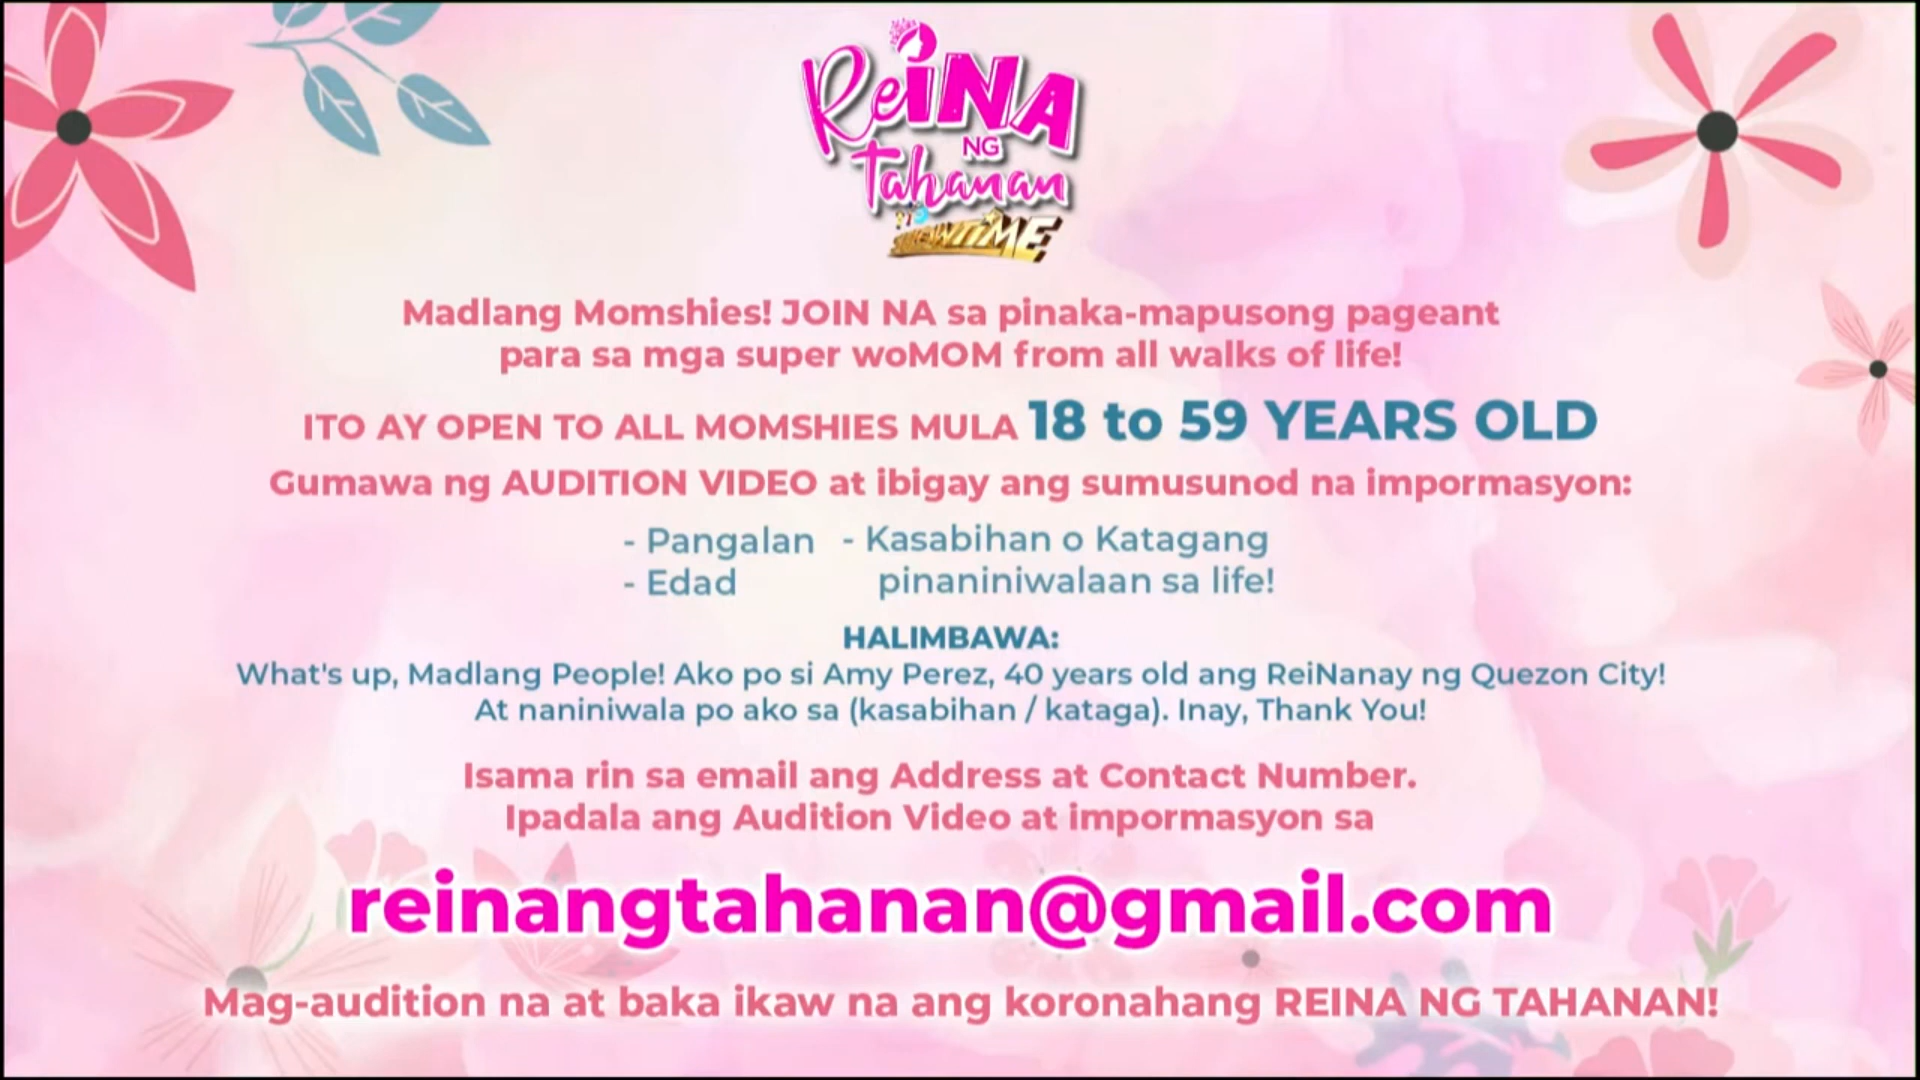 ReiNA
NG
Tahanan
IT'S
SHOWTIME
Madlang Momshies! JOIN NA sa pinaka-mapusong pageant
para sa mga super woMOM from all walks of life!
ITO AY OPEN TO ALL MOMSHIES MULA 18 to 59 YEARS OLD
Gumawa ng AUDITION VIDEO at ibigay ang sumusunod na impormasyon:
- Pangalan
- Edad
- Kasabihan o Katagang
pinaniniwalaan sa life!
HALIMBAWA:
What's up, Madlang People! Ako po si Amy Perez, 40 years old ang ReiNanay ng Quezon City!
At naniniwala po ako sa (kasabihan / kataga). Inay, Thank You!
Isama rin sa email ang Address at Contact Number.
Ipadala ang Audition Video at impormasyon sa
reinangtahanan@gmail.com
Mag-audition na at baka ikaw na ang koronahang REINA NG TAHANAN!